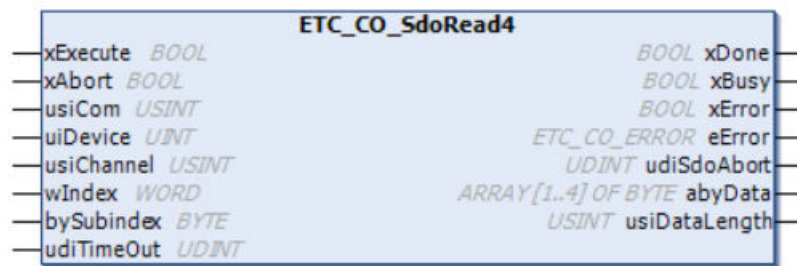 ETC_CO_SdoRead4
xExecute BOOL BOOL xDone
xAbort BOOL BOOL xBusy
usiCom USINT BOOL xError
uiDevice UINT ETC_CO_ERROR eError
usiChannel USINT UDINT udiSdoAbort
wIndex WORD ARRAY [1..4] OF BYTE abyData
bySubindex BYTE USINT usiDataLength
udiTimeOut UDINT